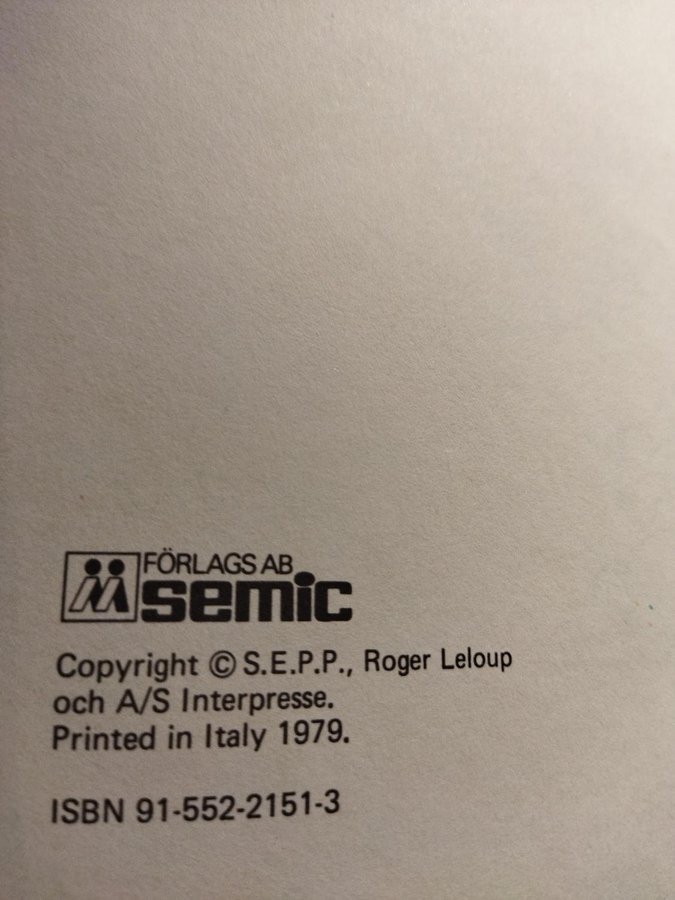 FÖRLAGS AB
semic
Copyright © S.E.P.P., Roger Leloup
och A/S Interpresse.
Printed in Italy 1979.
ISBN 91-552-2151-3